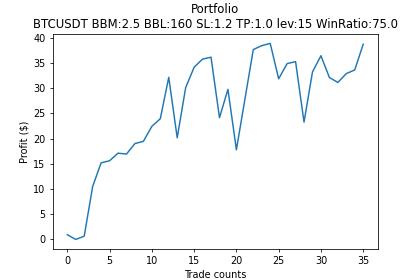 Portfolio
BTCUSDT BBM:2.5 BBL:160 SL:1.2 TP:1.0 lev:15 WinRatio:75.0
40
35
30
25
20
15
10
5
0
Profit ($)
0 5 10 15 20 25 30 35
Trade counts